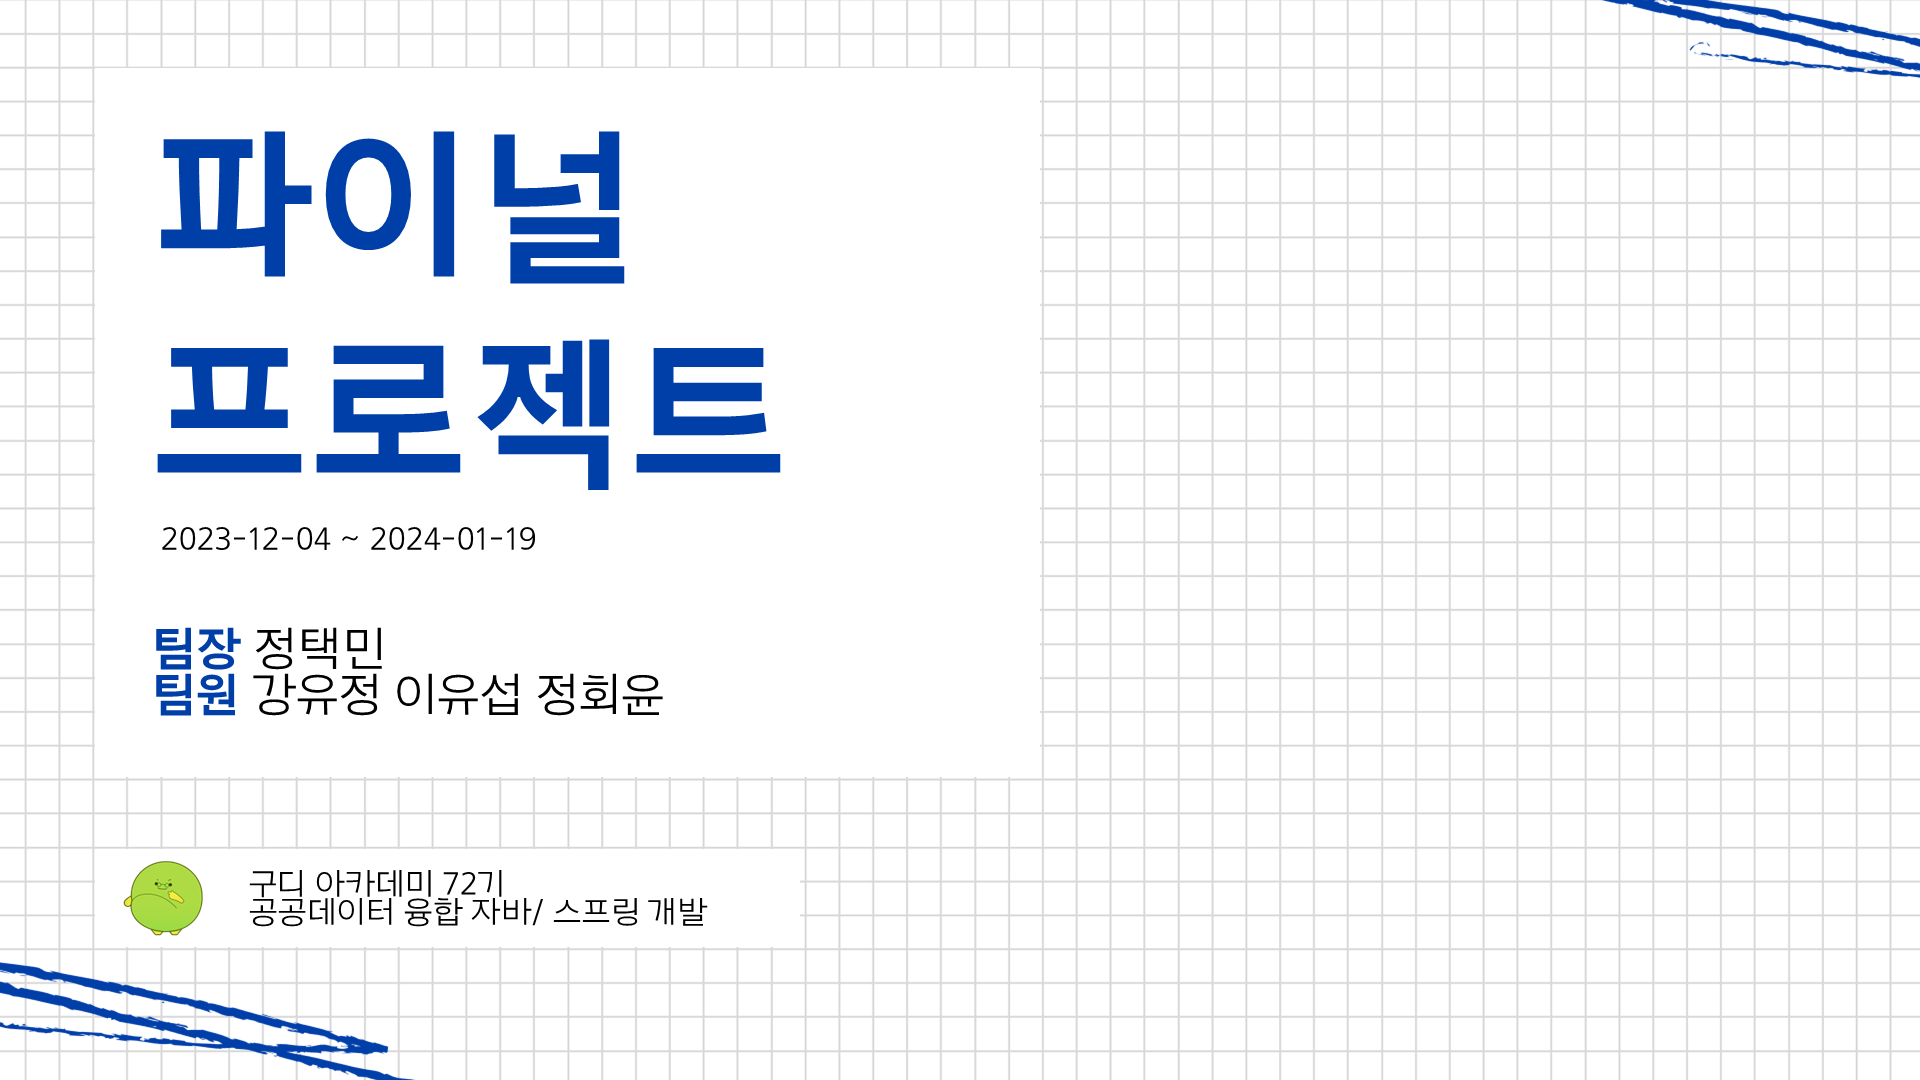 파이널
프로젝트
2023-12-04 ~ 2024-01-19
팀장 정택민
팀원 강유정 이유섭 정회윤
구디 아카데미 72기
공공데이터 융합 자바/ 스프링 개발